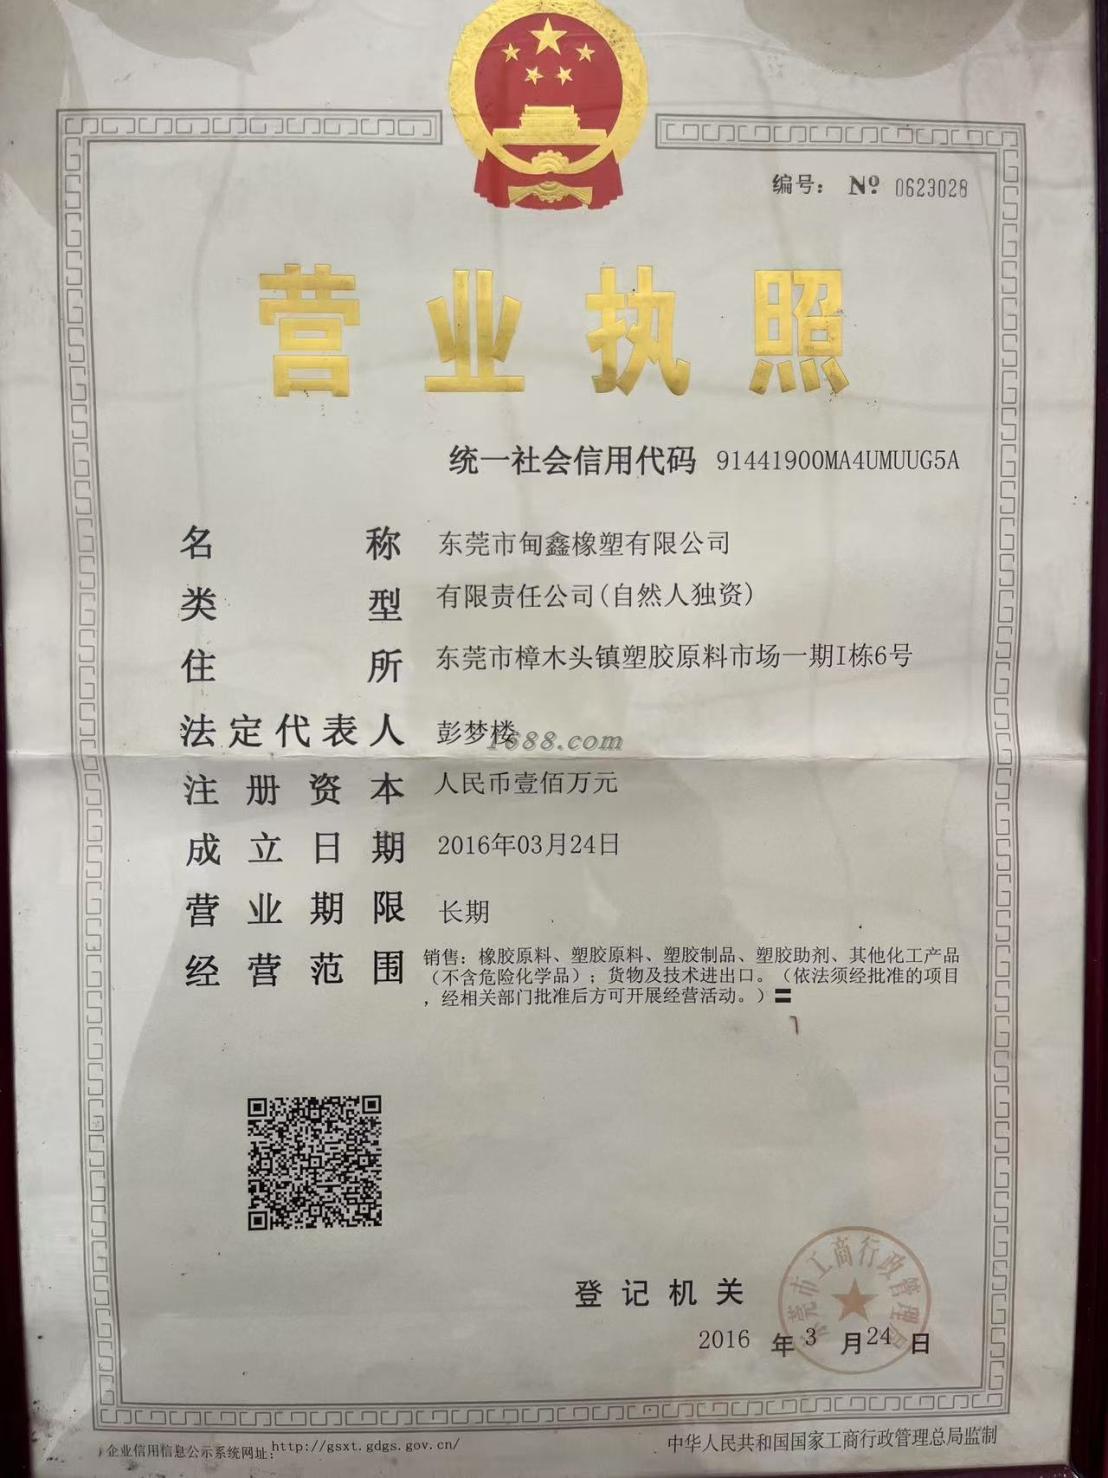 编号： Nº 0623028
营业执照
统一社会信用代码 91441900MA4UMUUG5A
名称 东莞市甸鑫橡塑有限公司
类型 有限责任公司(自然人独资)
住所 东莞市樟木头镇塑胶原料市场一期I栋6号
法定代表人 彭梦楼
1688.com
注册资本 人民币壹佰万元
成立日期 2016年03月24日
营业期限 长期
经营范围 销售：橡胶原料、塑胶原料、塑胶制品、塑胶助剂、其他化工产品
（不含危险化学品）；货物及技术进出口。（依法须经批准的项目
，经相关部门批准后方可开展经营活动。）〓
登记机关
东莞市工商行政管理局
2016 年 3 月 24 日
企业信用信息公示系统网址：http://gsxt.gdgs.gov.cn/
中华人民共和国国家工商行政管理总局监制